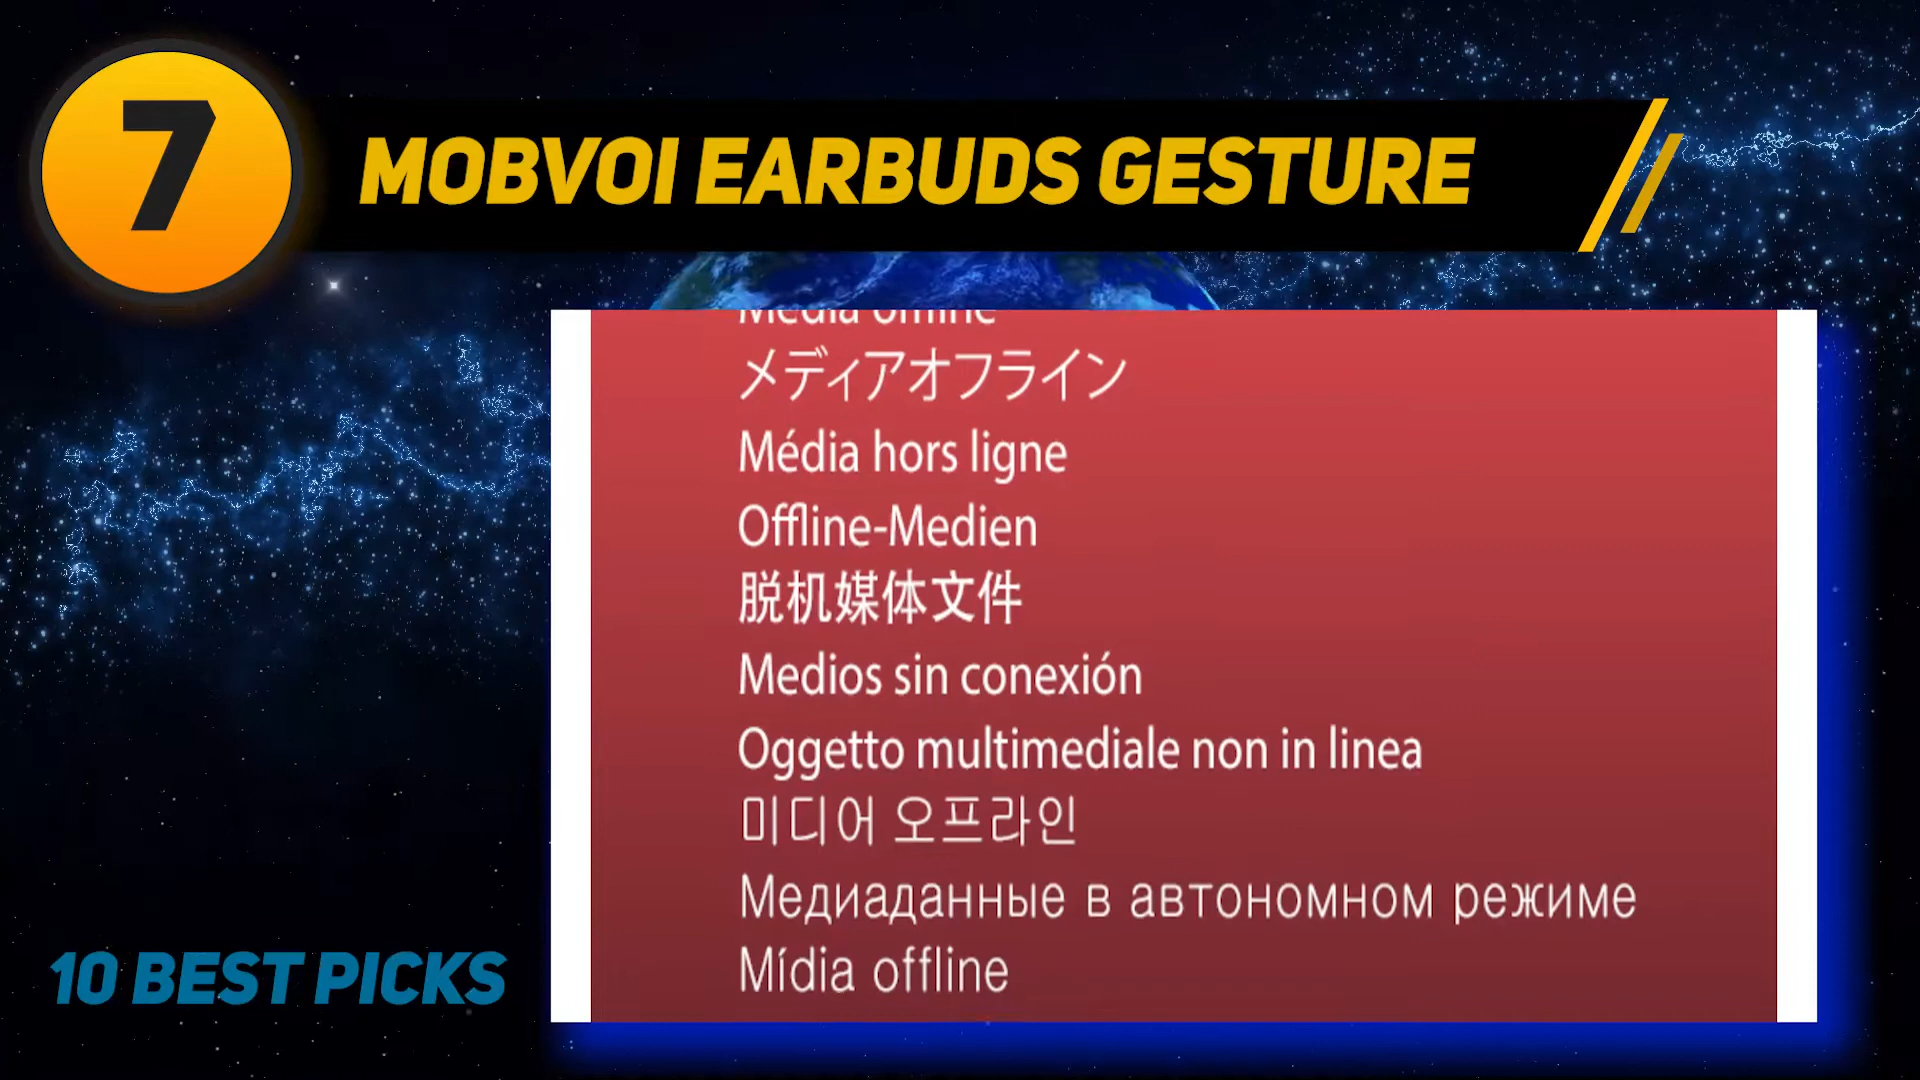 7
MOBVOI EARBUDS GESTURE
Media offline
メディアオフライン
Média hors ligne
Offline-Medien
脱机媒体文件
Medios sin conexión
Oggetto multimediale non in linea
미디어 오프라인
Медиаданные в автономном режиме
Mídia offline
10 BEST PICKS